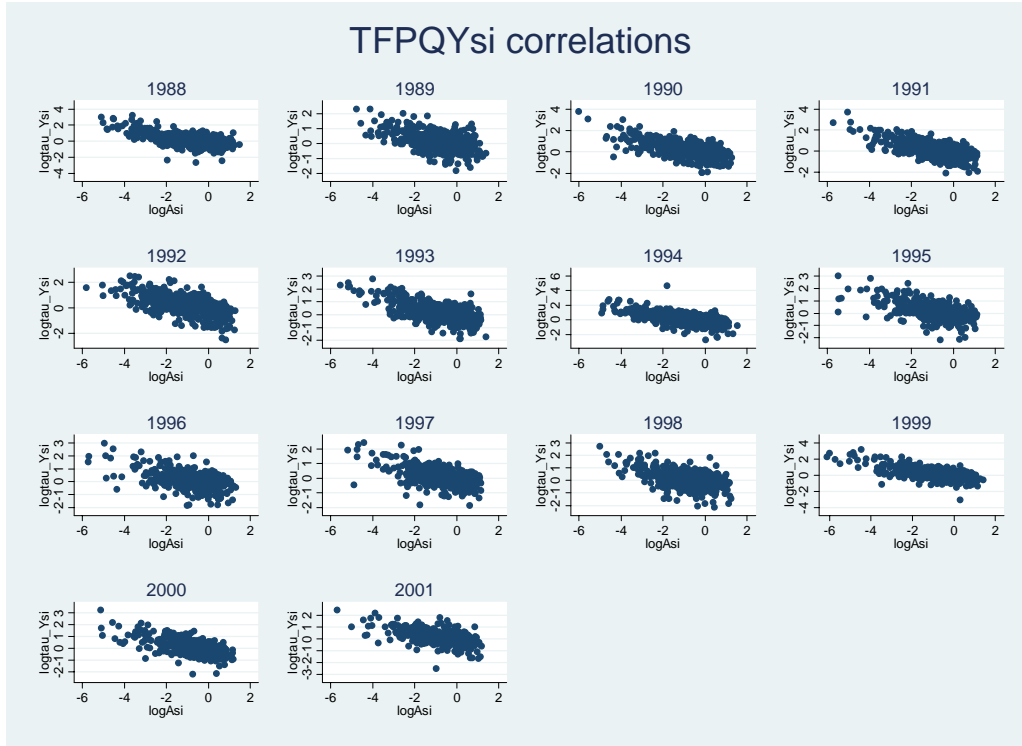 TFPQYsi correlations
1988
logtau_Ysi
-4 -2 0 2 4
-6 -4 -2 0 2
logAsi
1989
logtau_Ysi
-2 -1 0 1 2
-6 -4 -2 0 2
logAsi
1990
logtau_Ysi
-2 0 2 4
-6 -4 -2 0 2
logAsi
1991
logtau_Ysi
-2 0 2 4
-6 -4 -2 0 2
logAsi
1992
logtau_Ysi
-2 0 2
-6 -4 -2 0 2
logAsi
1993
logtau_Ysi
-2 -1 0 1 2 3
-6 -4 -2 0 2
logAsi
1994
logtau_Ysi
-2 0 2 4 6
-6 -4 -2 0 2
logAsi
1995
logtau_Ysi
-2 -1 0 1 2 3
-6 -4 -2 0 2
logAsi
1996
logtau_Ysi
-2 -1 0 1 2 3
-6 -4 -2 0 2
logAsi
1997
logtau_Ysi
-2 -1 0 1 2
-6 -4 -2 0 2
logAsi
1998
logtau_Ysi
-2 -1 0 1 2 3
-6 -4 -2 0 2
logAsi
1999
logtau_Ysi
-4 -2 0 2 4
-6 -4 -2 0 2
logAsi
2000
logtau_Ysi
-2 -1 0 1 2 3
-6 -4 -2 0 2
logAsi
2001
logtau_Ysi
-3 -2 -1 0 1 2
-6 -4 -2 0 2
logAsi